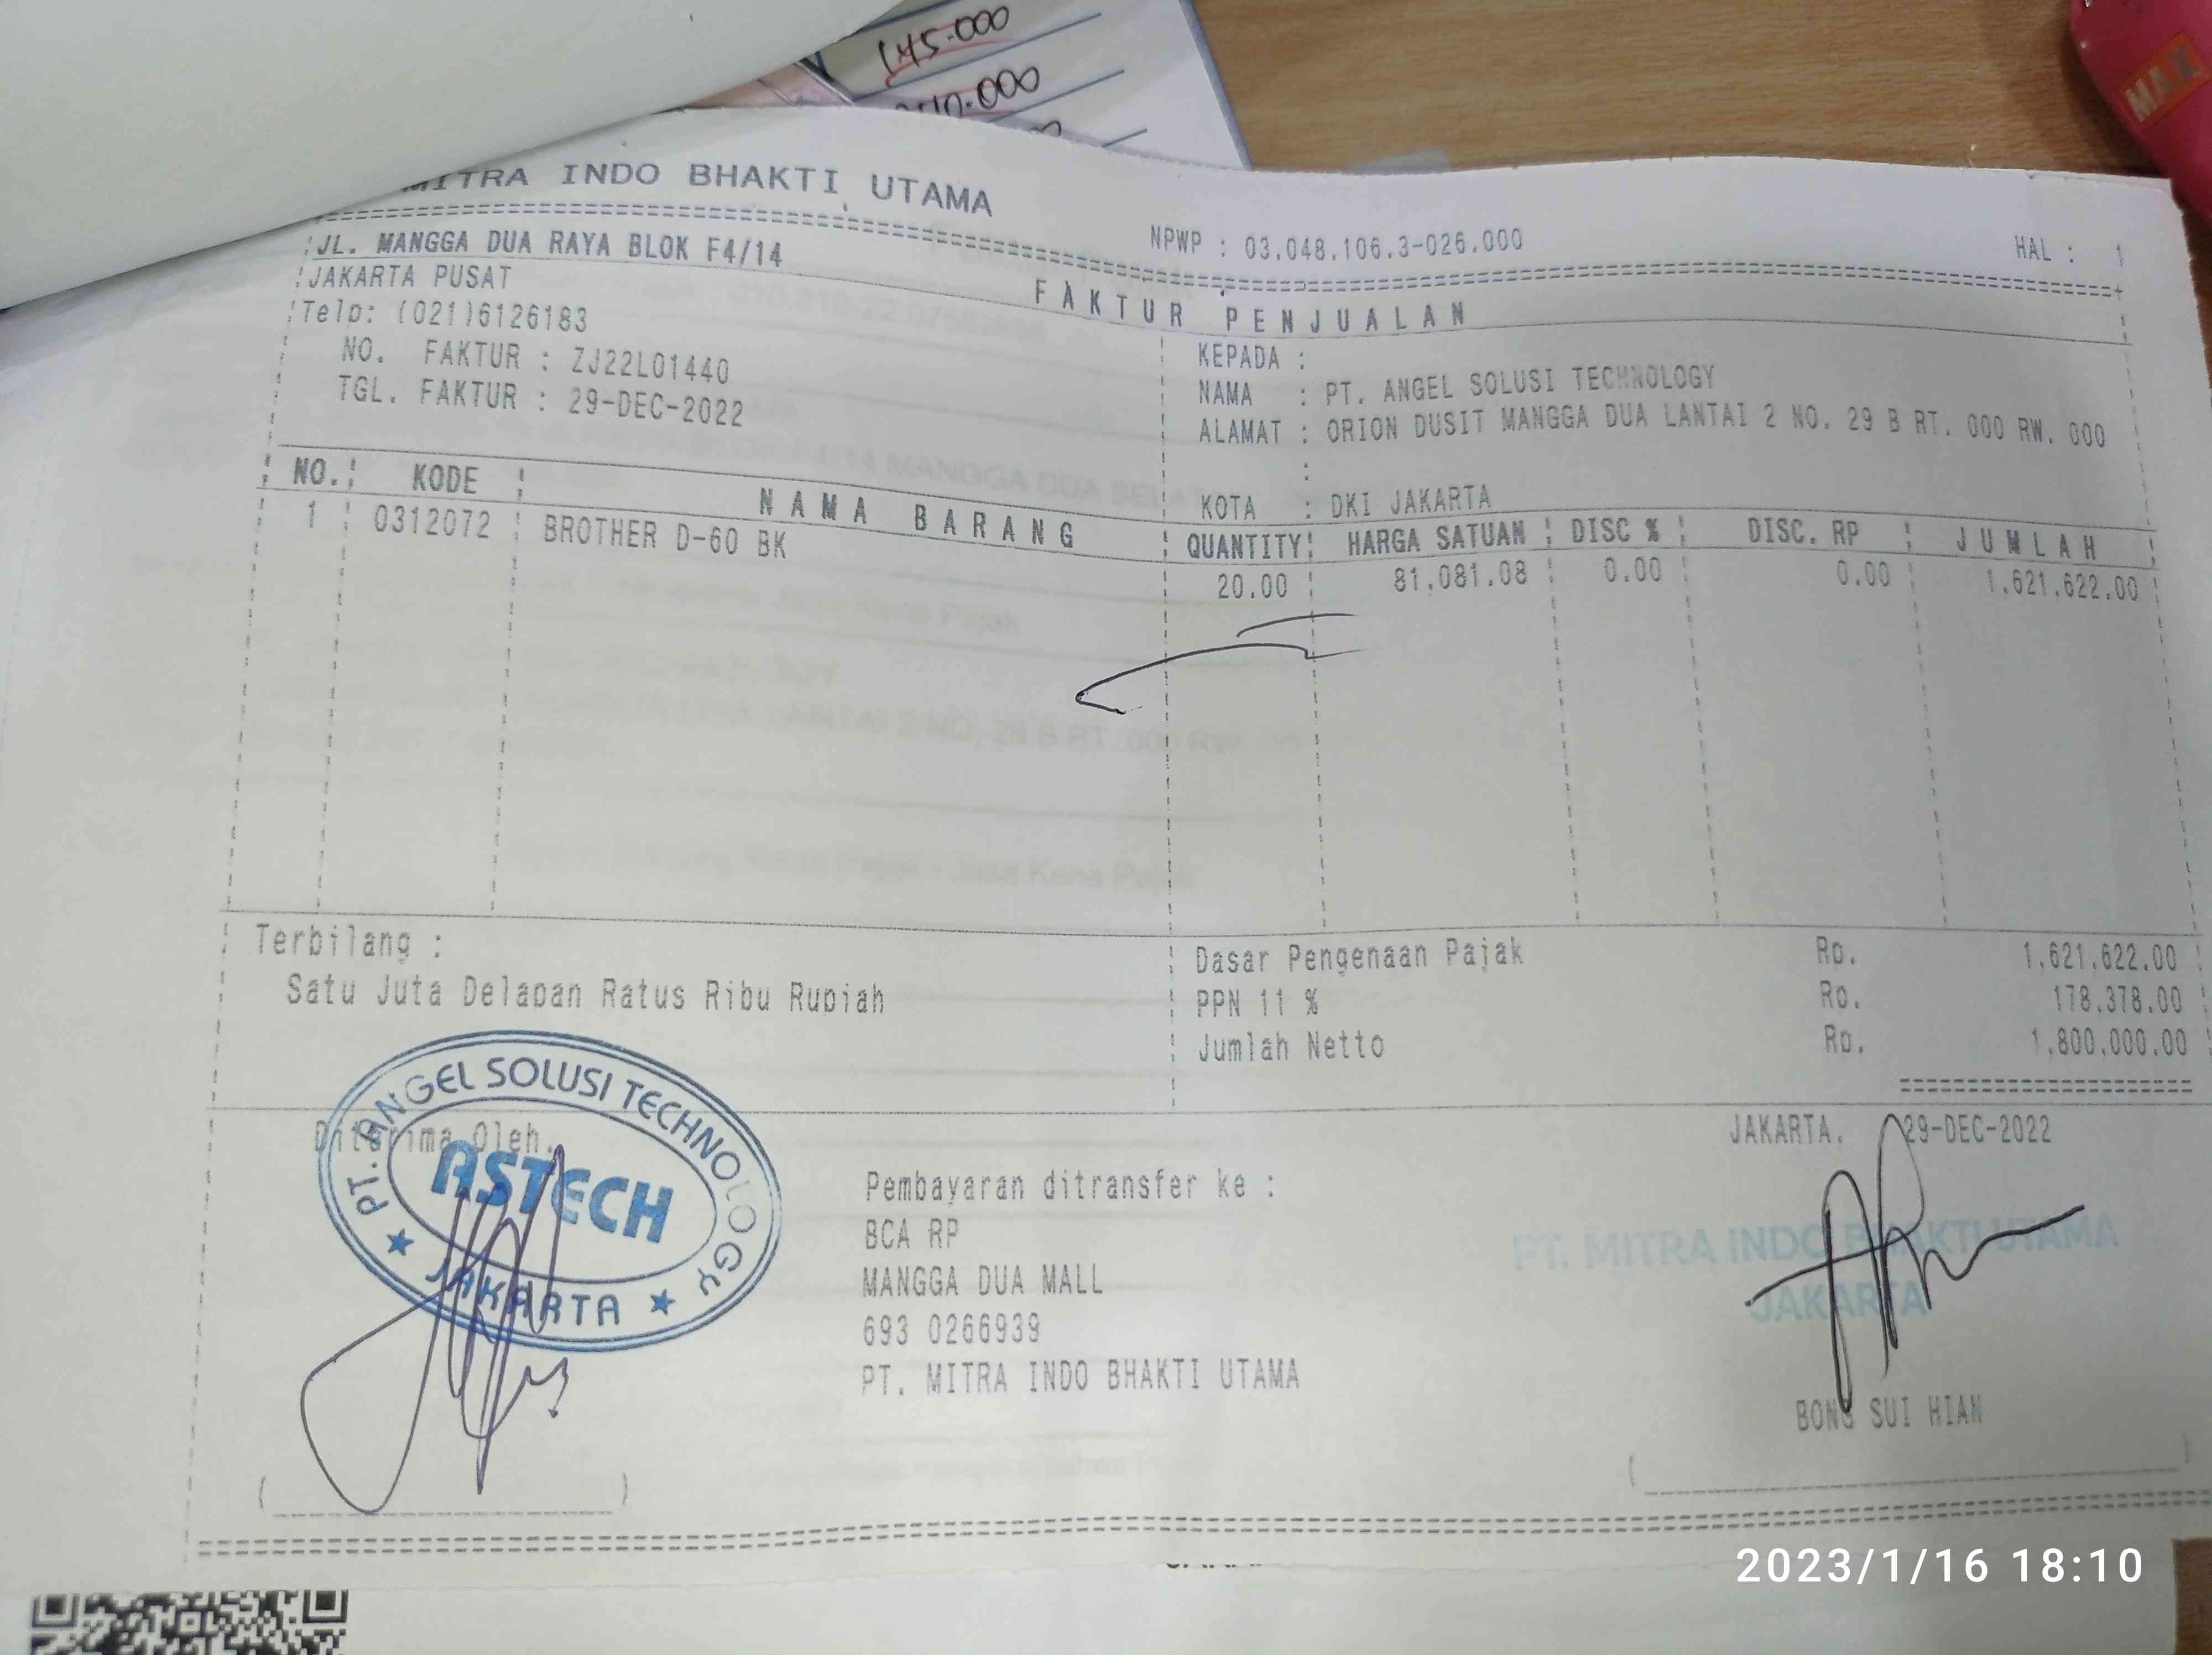 145.000
MITRA INDO BHAKTI UTAMA
NPWP : 03.048.106.3-026.000
HAL : 1
JL. MANGGA DUA RAYA BLOK F4/14
JAKARTA PUSAT
Telp: (021)6126183
FAKTUR PENJUALAN
NO. FAKTUR : ZJ22L01440
TGL. FAKTUR : 29-DEC-2022
KEPADA :
NAMA : PT. ANGEL SOLUSI TECHNOLOGY
ALAMAT : ORION DUSIT MANGGA DUA LANTAI 2 NO. 29 B RT. 000 RW. 000
:
KOTA : DKI JAKARTA
NO. KODE NAMA BARANG QUANTITY HARGA SATUAN DISC % DISC. RP JUMLAH
1 0312072 BROTHER D-60 BK 20.00 81,081.08 0.00 0.00 1,621,622.00
Terbilang :
Satu Juta Delapan Ratus Ribu Rupiah
Dasar Pengenaan Pajak Rp. 1,621,622.00
PPN 11 % Rp. 178,378.00
Jumlah Netto Rp. 1,800,000.00
Diterima Oleh,
PT. ANGEL SOLUSI TECHNOLOGY
ASTECH
JAKARTA
Pembayaran ditransfer ke :
BCA RP
MANGGA DUA MALL
693 0266939
PT. MITRA INDO BHAKTI UTAMA
JAKARTA, 29-DEC-2022
PT. MITRA INDO BHAKTI UTAMA
JAKARTA
BONG SUI HIAN
2023/1/16 18:10
MAX